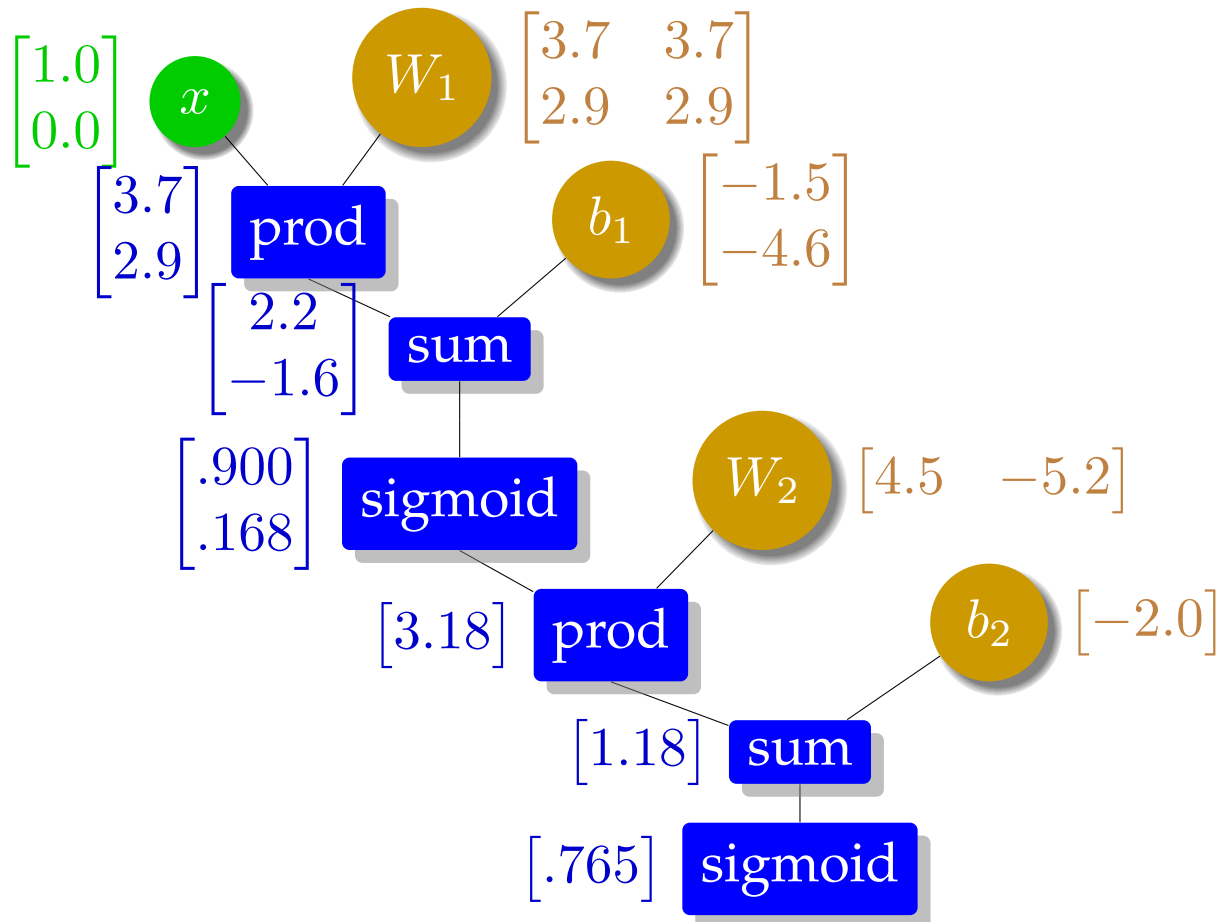 [1.0
0.0]
x
W₁
[3.7 3.7
2.9 2.9]
[3.7
2.9]
prod
b₁
[−1.5
−4.6]
[2.2
−1.6]
sum
[.900
.168]
sigmoid
W₂
[4.5 −5.2]
[3.18]
prod
b₂
[−2.0]
[1.18]
sum
[.765]
sigmoid